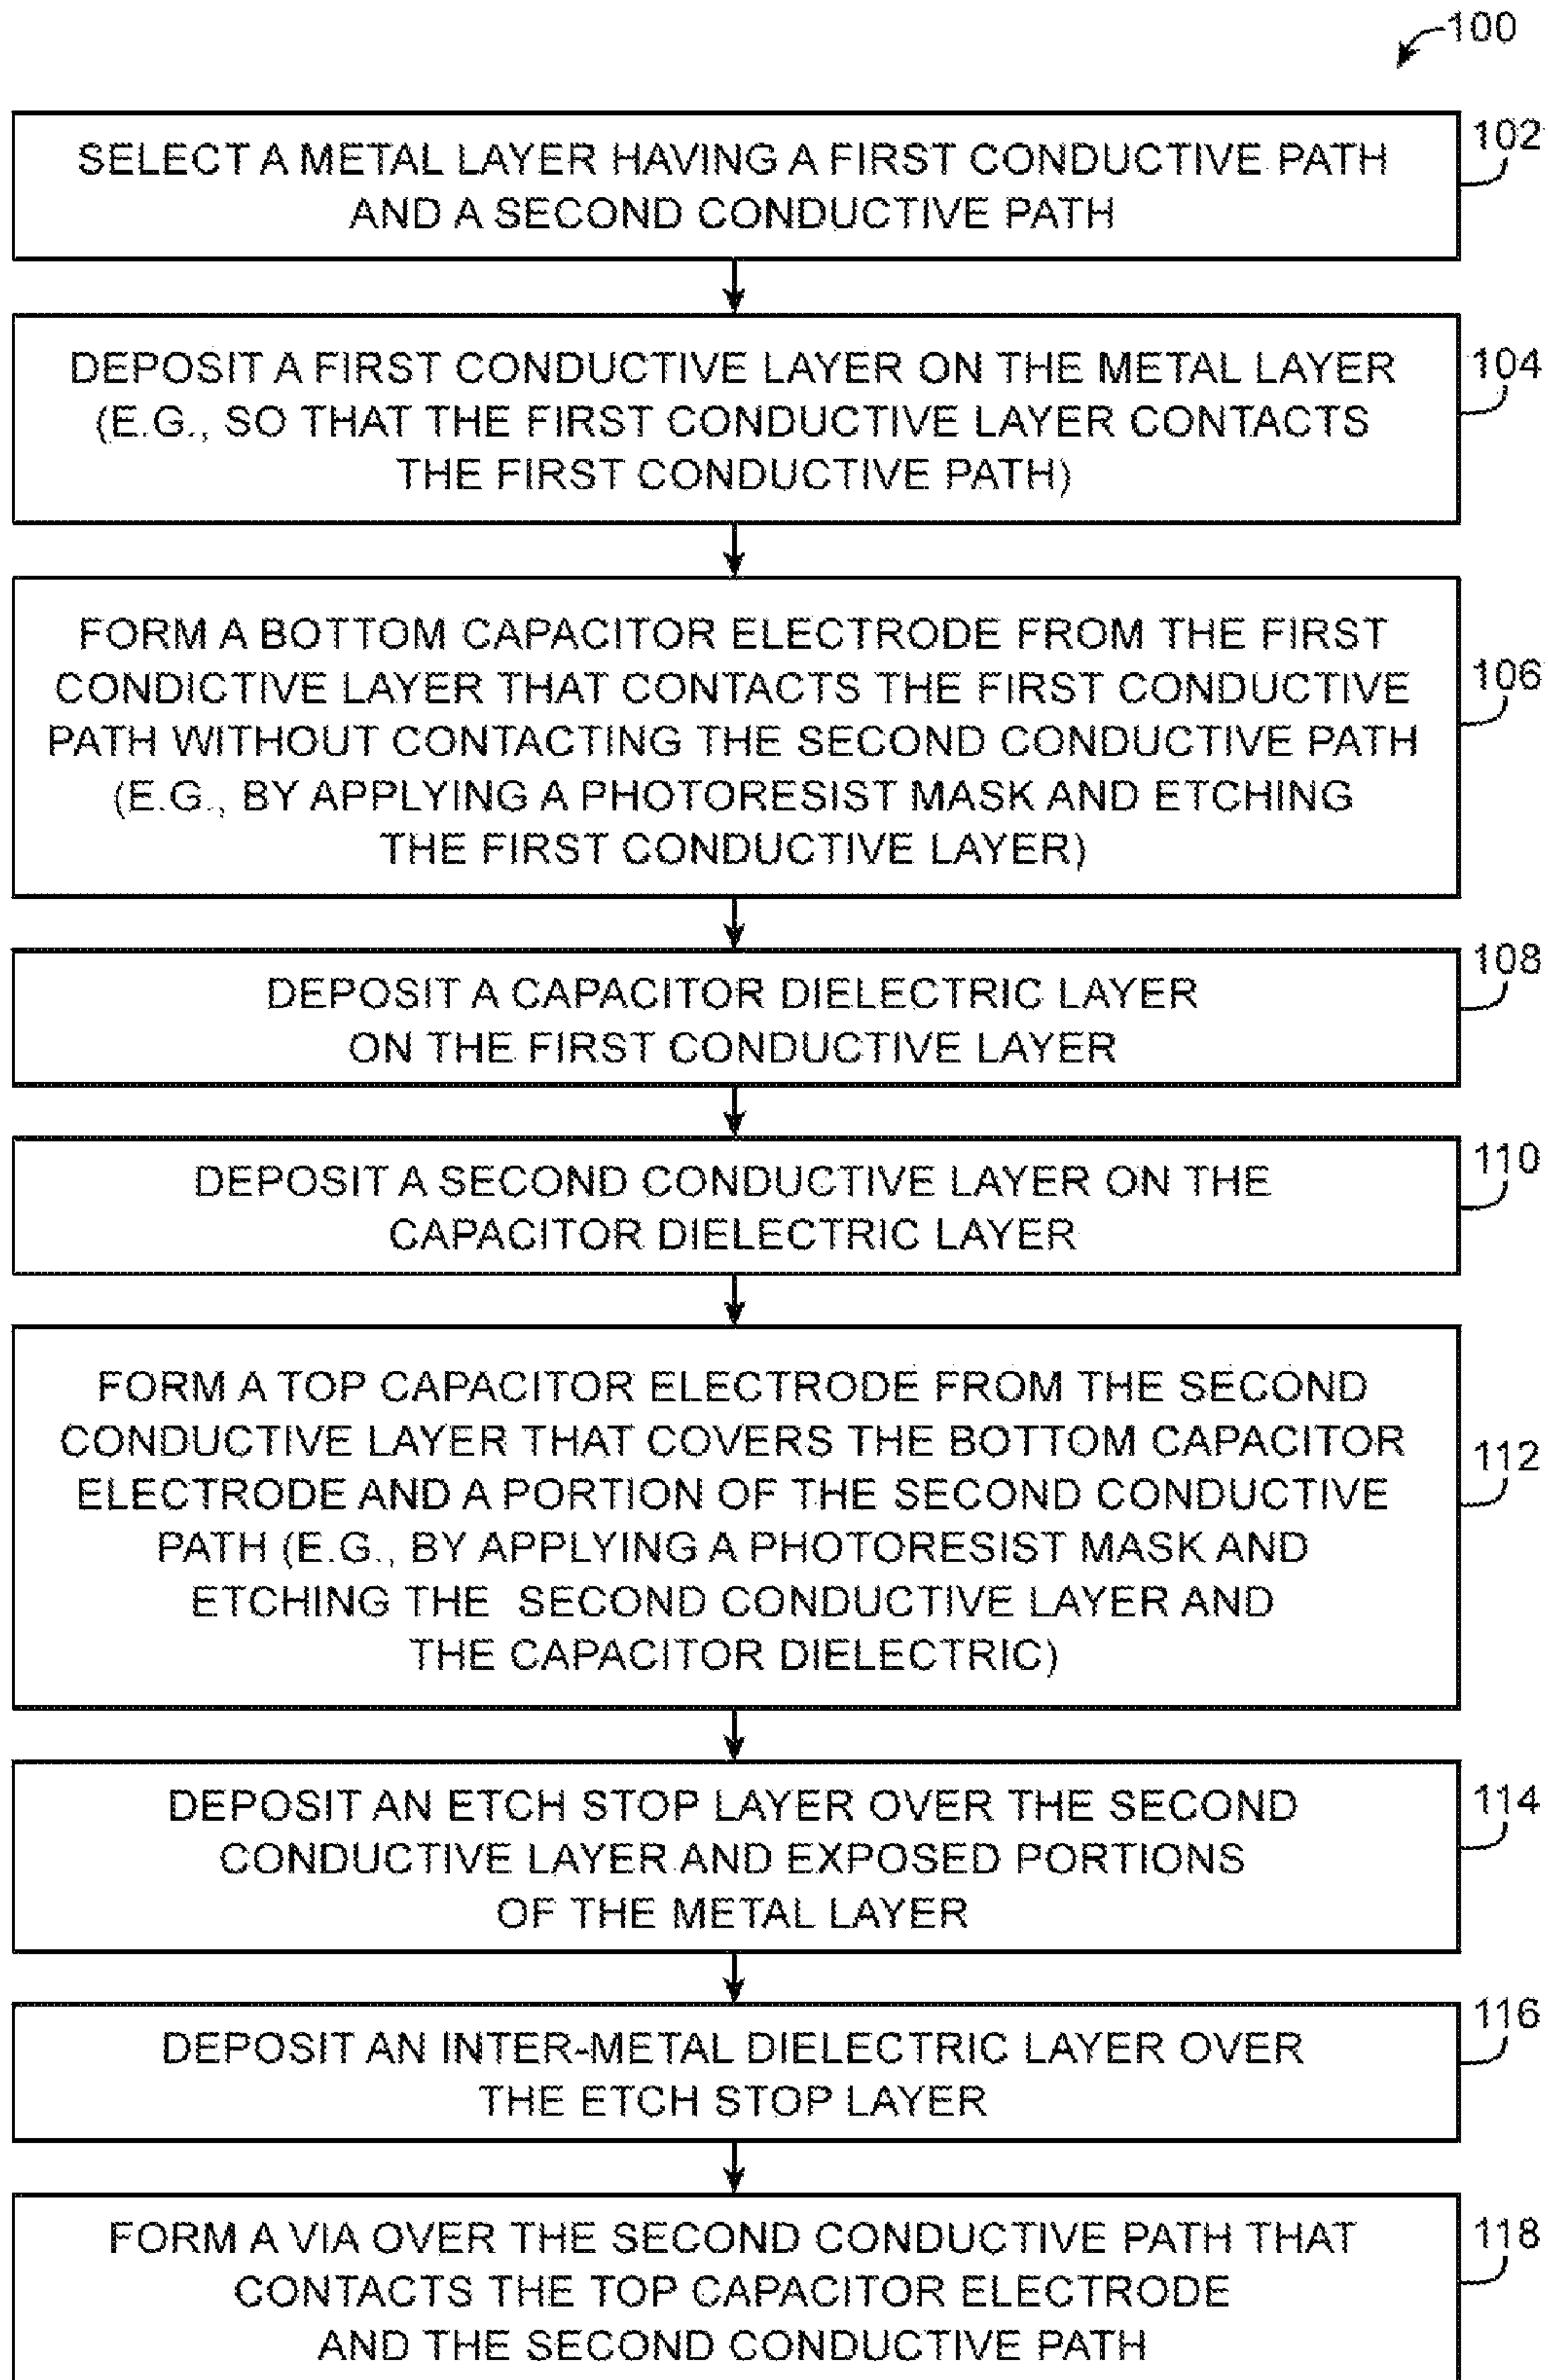 100
SELECT A METAL LAYER HAVING A FIRST CONDUCTIVE PATH
AND A SECOND CONDUCTIVE PATH
102
DEPOSIT A FIRST CONDUCTIVE LAYER ON THE METAL LAYER
(E.G., SO THAT THE FIRST CONDUCTIVE LAYER CONTACTS
THE FIRST CONDUCTIVE PATH)
104
FORM A BOTTOM CAPACITOR ELECTRODE FROM THE FIRST
CONDICTIVE LAYER THAT CONTACTS THE FIRST CONDUCTIVE
PATH WITHOUT CONTACTING THE SECOND CONDUCTIVE PATH
(E.G., BY APPLYING A PHOTORESIST MASK AND ETCHING
THE FIRST CONDUCTIVE LAYER)
106
DEPOSIT A CAPACITOR DIELECTRIC LAYER
ON THE FIRST CONDUCTIVE LAYER
108
DEPOSIT A SECOND CONDUCTIVE LAYER ON THE
CAPACITOR DIELECTRIC LAYER
110
FORM A TOP CAPACITOR ELECTRODE FROM THE SECOND
CONDUCTIVE LAYER THAT COVERS THE BOTTOM CAPACITOR
ELECTRODE AND A PORTION OF THE SECOND CONDUCTIVE
PATH (E.G., BY APPLYING A PHOTORESIST MASK AND
ETCHING THE SECOND CONDUCTIVE LAYER AND
THE CAPACITOR DIELECTRIC)
112
DEPOSIT AN ETCH STOP LAYER OVER THE SECOND
CONDUCTIVE LAYER AND EXPOSED PORTIONS
OF THE METAL LAYER
114
DEPOSIT AN INTER-METAL DIELECTRIC LAYER OVER
THE ETCH STOP LAYER
116
FORM A VIA OVER THE SECOND CONDUCTIVE PATH THAT
CONTACTS THE TOP CAPACITOR ELECTRODE
AND THE SECOND CONDUCTIVE PATH
118